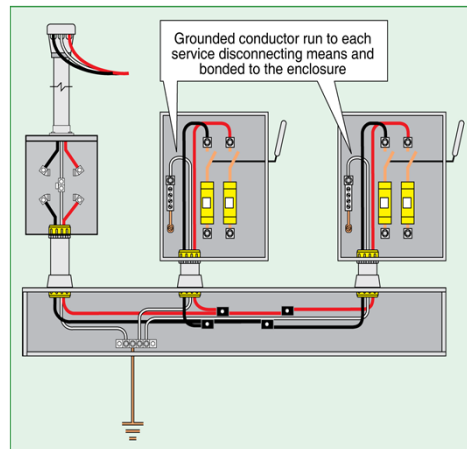 Grounded conductor run to each
service disconnecting means and
bonded to the enclosure